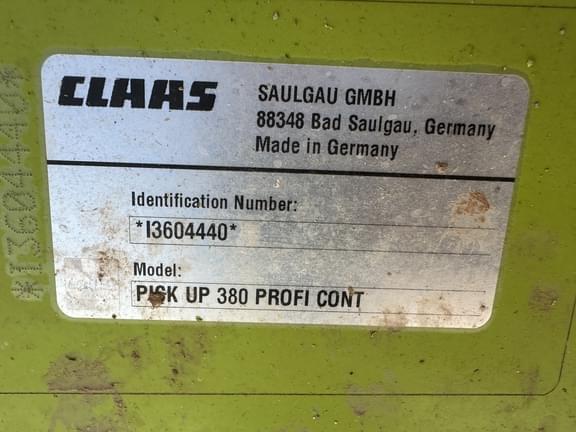 CLAAS
SAULGAU GMBH
88348 Bad Saulgau, Germany
Made in Germany
Identification Number:
*I3604440*
Model:
PICK UP 380 PROFI CONT
*I3604440*